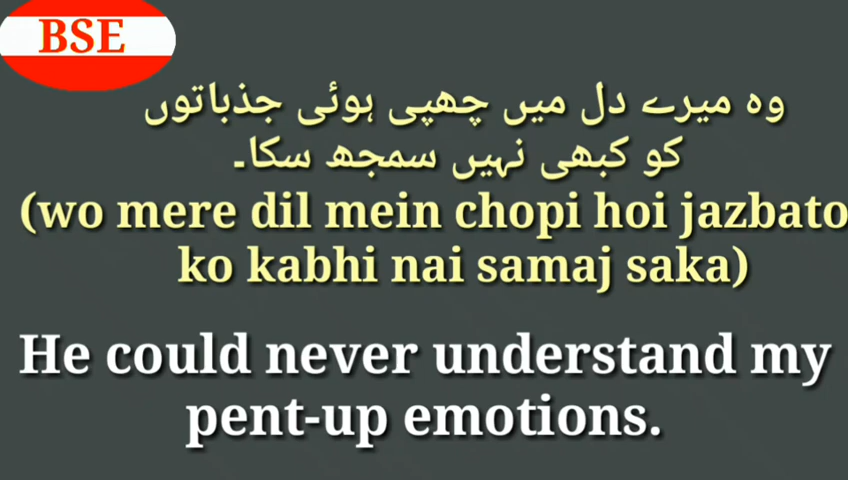 BSE
وہ میرے دل میں چھپی ہوئی جذباتوں
کو کبھی نہیں سمجھ سکا۔
(wo mere dil mein chopi hoi jazbato
ko kabhi nai samaj saka)
He could never understand my
pent-up emotions.